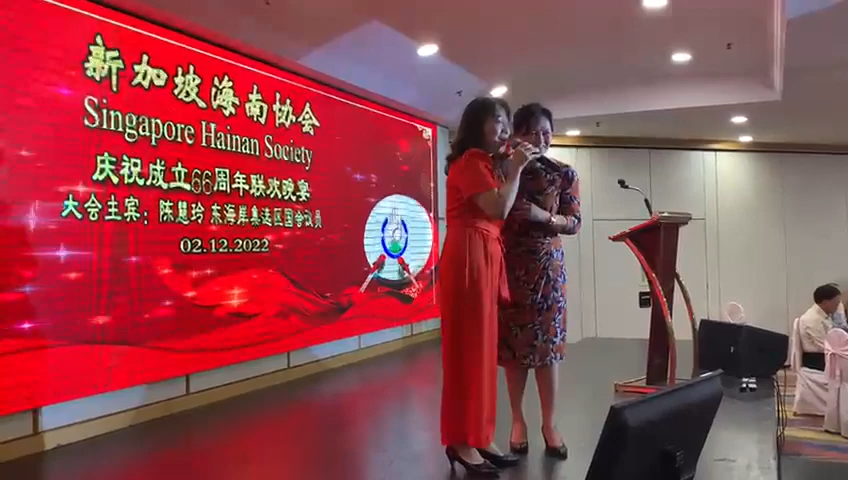 新加坡海南协会
Singapore Hainan Society
庆祝成立66周年联欢晚宴
大会主宾：陈慧玲 东海岸集选区国会议员
02.12.2022